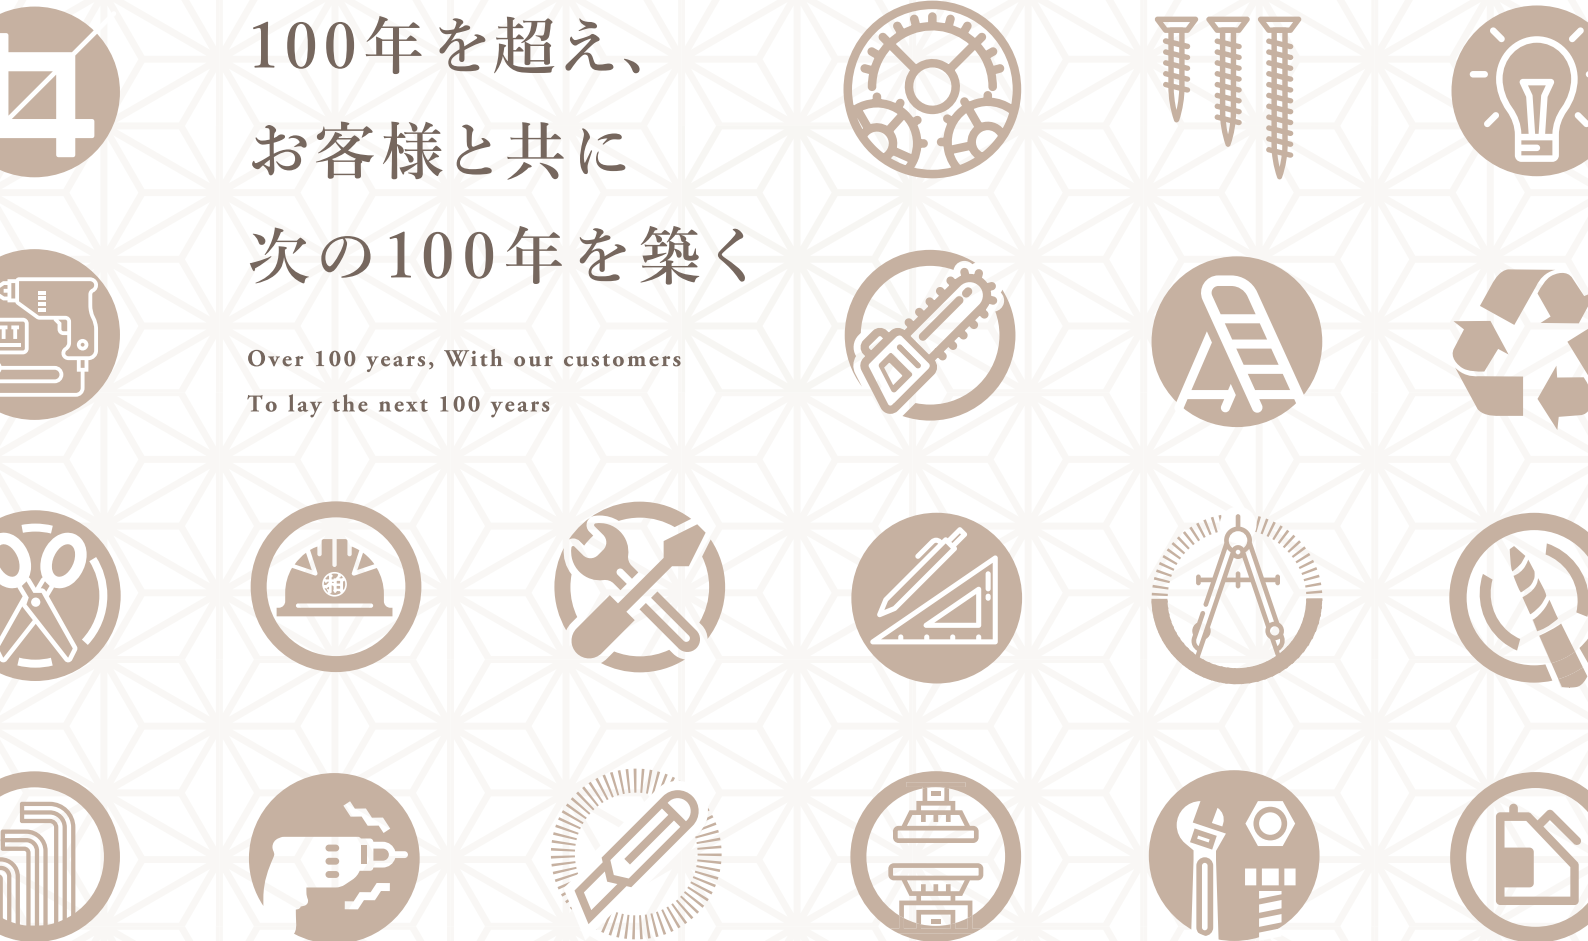 100年を超え、
お客様と共に
次の100年を築く
Over 100 years, With our customers
To lay the next 100 years